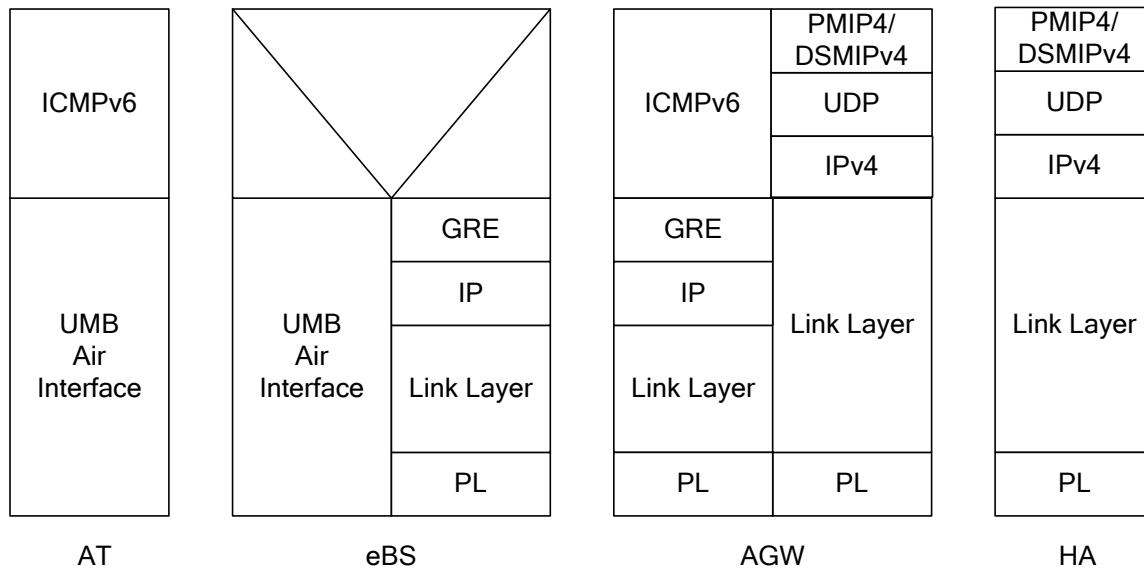 ICMPv6
UMB
Air
Interface
AT
UMB
Air
Interface
GRE
IP
Link Layer
PL
eBS
ICMPv6
GRE
IP
Link Layer
PL
PMIP4/
DSMIPv4
UDP
IPv4
Link Layer
PL
AGW
PMIP4/
DSMIPv4
UDP
IPv4
Link Layer
PL
HA